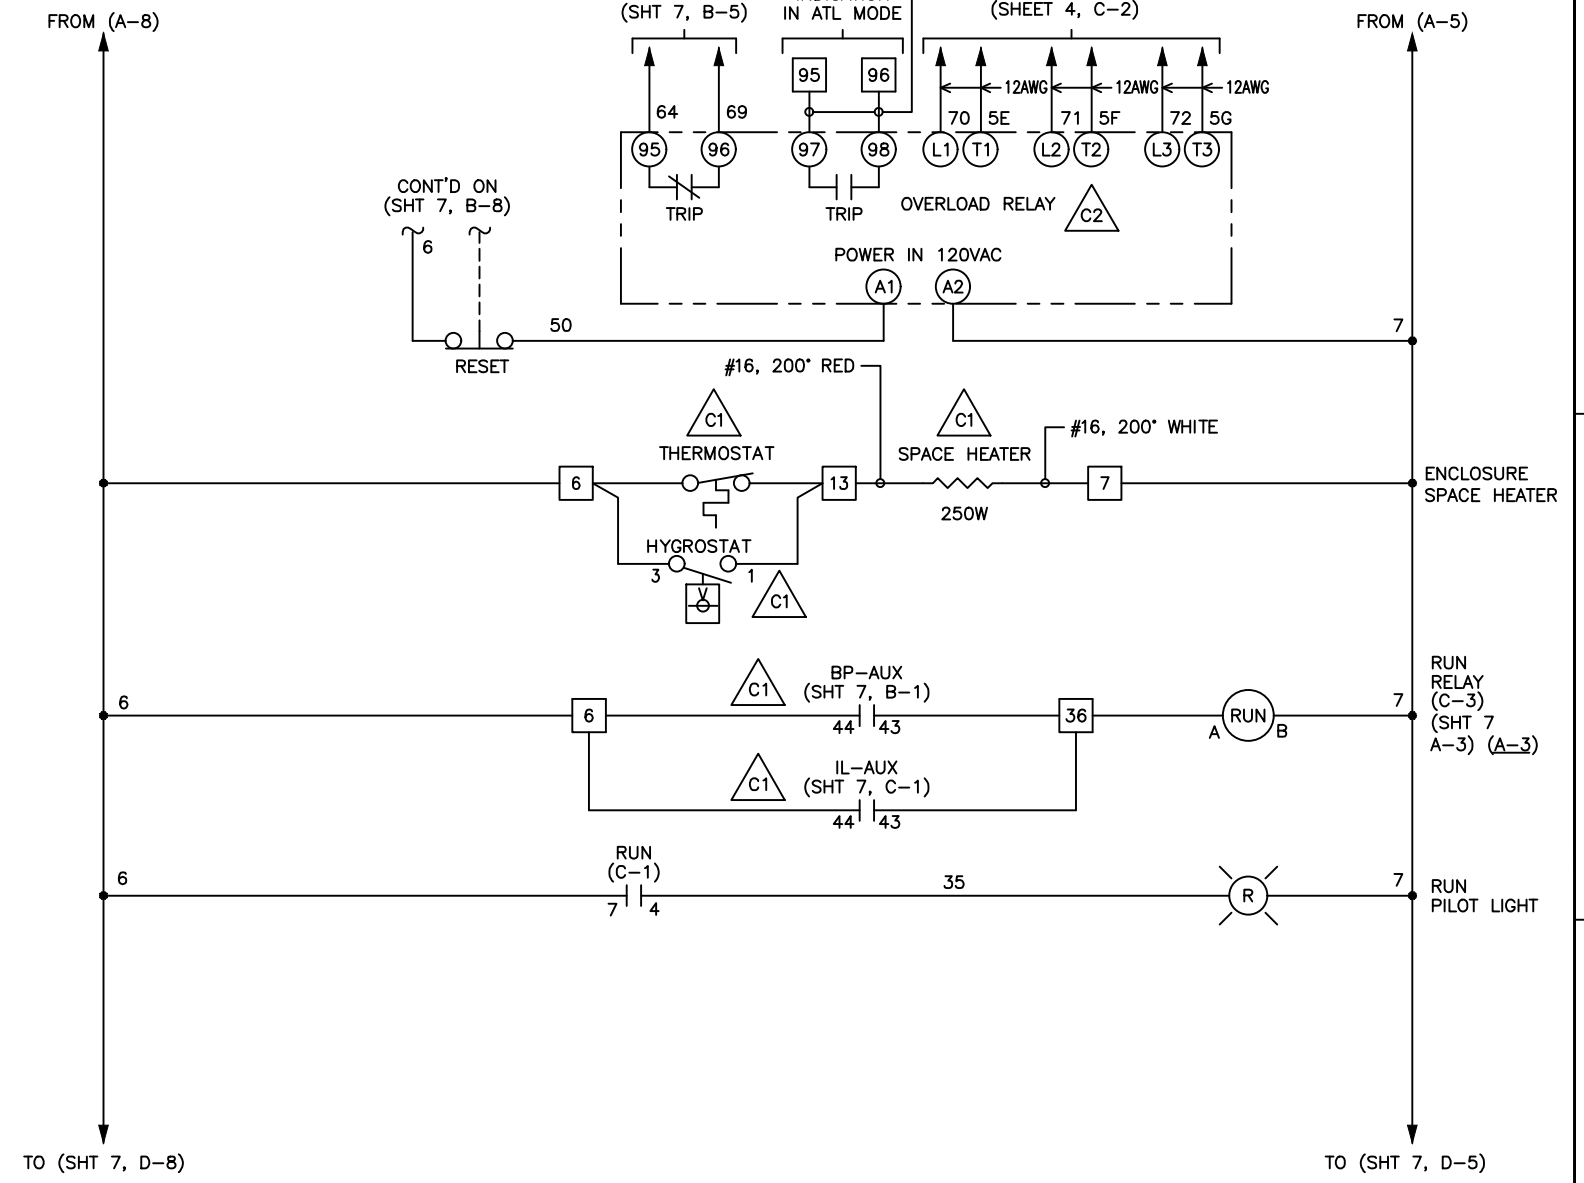 FROM (A-8)
(SHT 7, B-5)
IN ATL MODE
(SHEET 4, C-2)
FROM (A-5)
95
96
12AWG
12AWG
12AWG
64
69
70
5E
71
5F
72
5G
95
96
97
98
L1
T1
L2
T2
L3
T3
TRIP
TRIP
OVERLOAD RELAY
C2
CONT'D ON
(SHT 7, B-8)
6
POWER IN 120VAC
A1
A2
50
7
RESET
#16, 200° RED
C1
C1
#16, 200° WHITE
THERMOSTAT
SPACE HEATER
6
13
7
ENCLOSURE
SPACE HEATER
250W
HYGROSTAT
3
1
V
C1
6
C1
BP-AUX
(SHT 7, B-1)
6
44
43
36
A
RUN
B
7
RUN
RELAY
(C-3)
(SHT 7
A-3) (A-3)
C1
IL-AUX
(SHT 7, C-1)
44
43
6
RUN
(C-1)
7
4
35
R
7
RUN
PILOT LIGHT
TO (SHT 7, D-8)
TO (SHT 7, D-5)